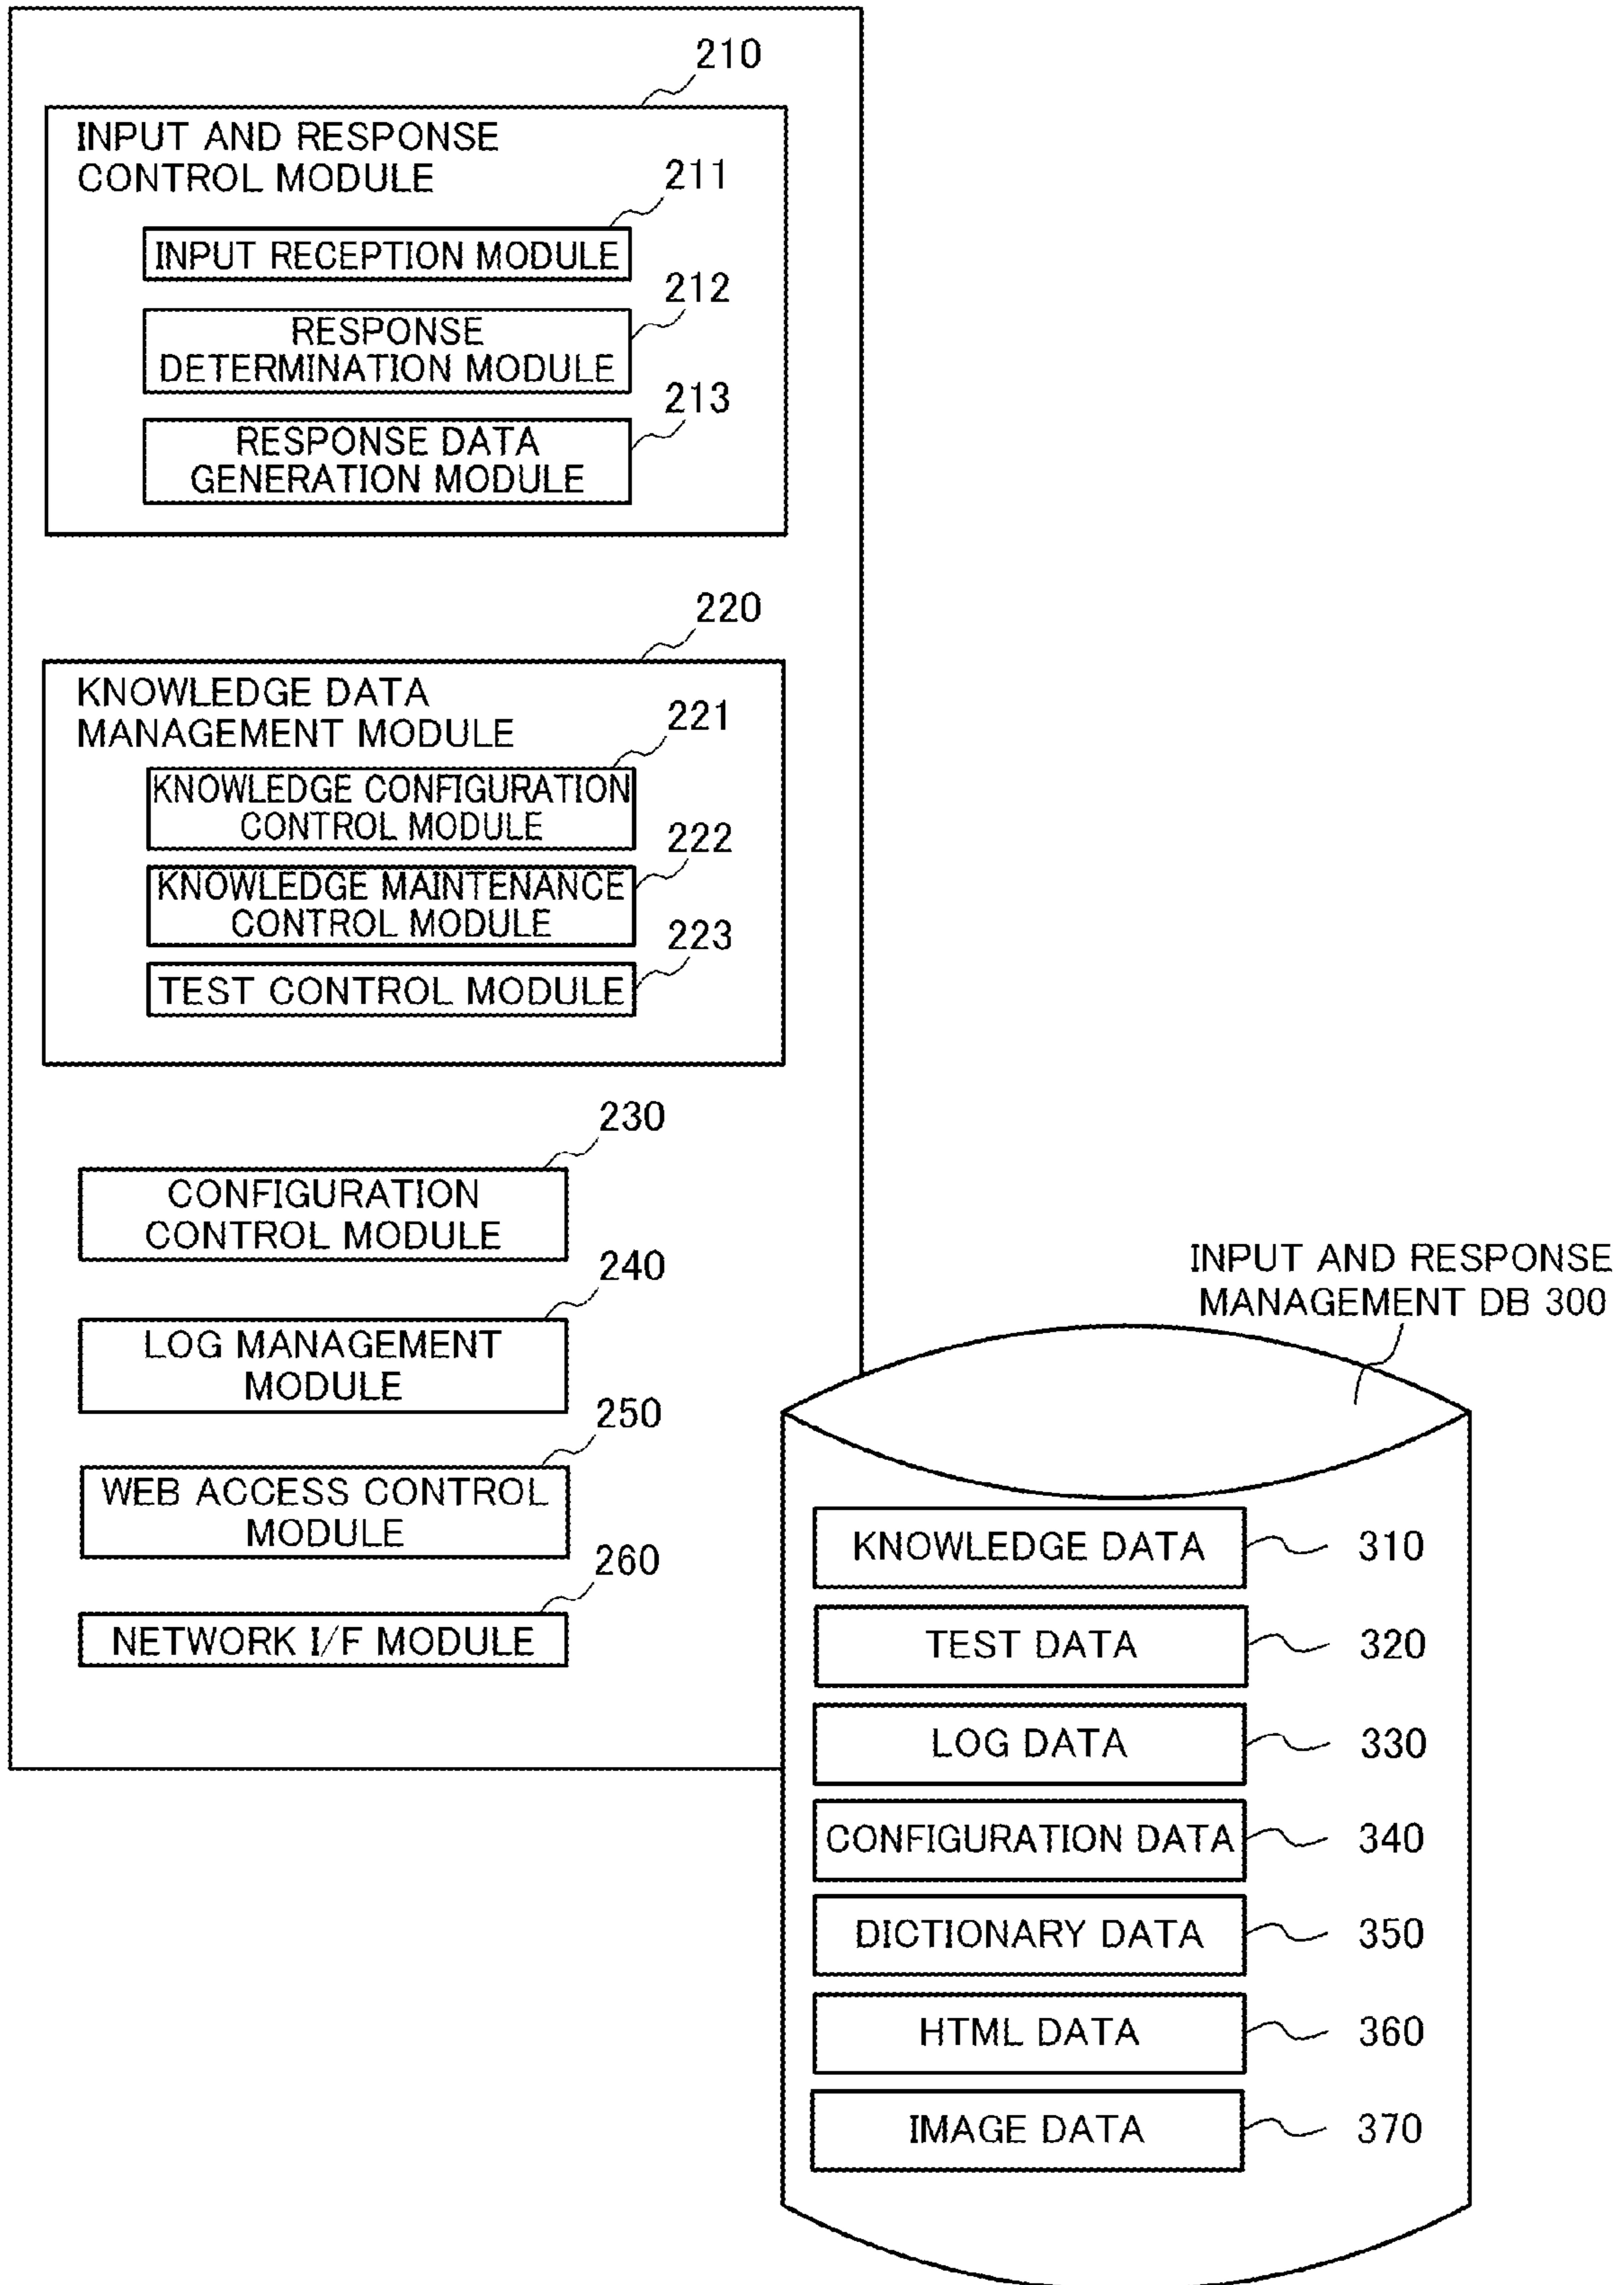 210
INPUT AND RESPONSE
CONTROL MODULE
211
INPUT RECEPTION MODULE
212
RESPONSE
DETERMINATION MODULE
213
RESPONSE DATA
GENERATION MODULE
220
KNOWLEDGE DATA
MANAGEMENT MODULE
221
KNOWLEDGE CONFIGURATION
CONTROL MODULE
222
KNOWLEDGE MAINTENANCE
CONTROL MODULE
223
TEST CONTROL MODULE
230
CONFIGURATION
CONTROL MODULE
240
LOG MANAGEMENT
MODULE
250
WEB ACCESS CONTROL
MODULE
260
NETWORK I/F MODULE
INPUT AND RESPONSE
MANAGEMENT DB 300
KNOWLEDGE DATA 310
TEST DATA 320
LOG DATA 330
CONFIGURATION DATA 340
DICTIONARY DATA 350
HTML DATA 360
IMAGE DATA 370